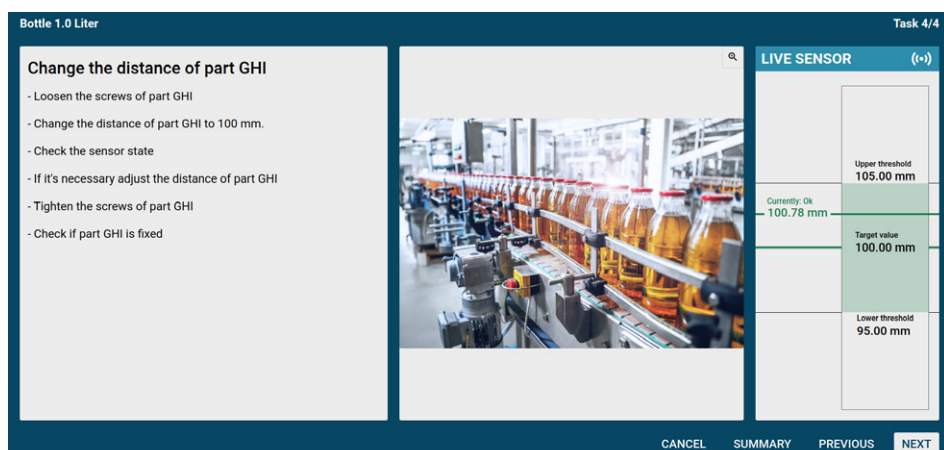 Bottle 1.0 Liter
Task 4/4
Change the distance of part GHI
- Loosen the screws of part GHI
- Change the distance of part GHI to 100 mm.
- Check the sensor state
- If it's necessary adjust the distance of part GHI
- Tighten the screws of part GHI
- Check if part GHI is fixed
LIVE SENSOR
Upper threshold
105.00 mm
Currently: Ok
100.78 mm
Target value
100.00 mm
Lower threshold
95.00 mm
CANCEL SUMMARY PREVIOUS NEXT